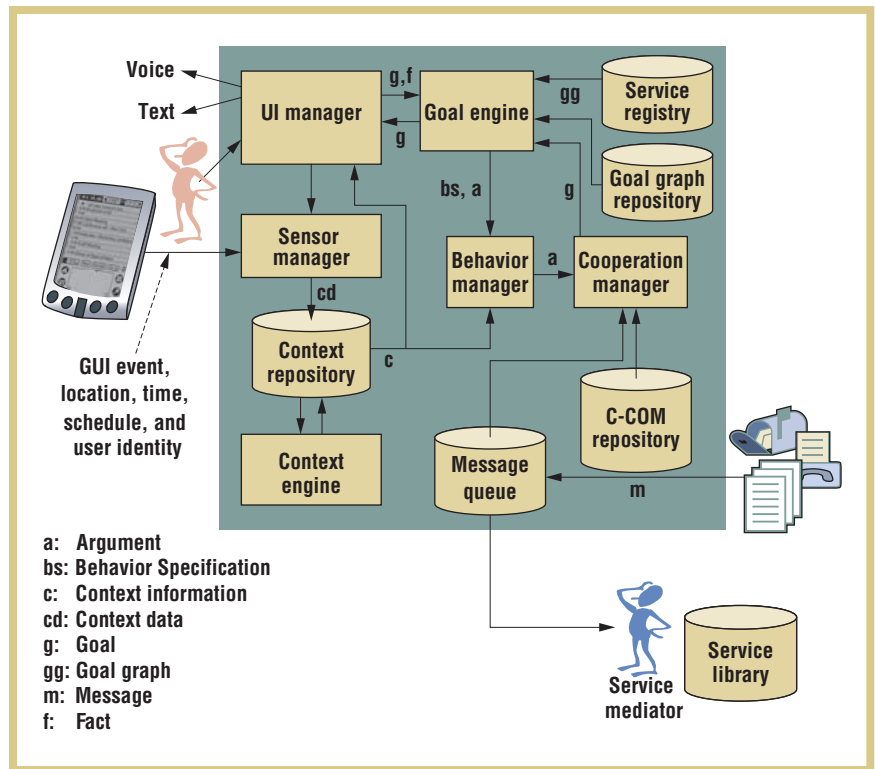 Voice
Text
UI manager
g,f
g
Goal engine
gg
Service
registry
Goal graph
repository
bs, a
g
Sensor
manager
cd
Behavior
manager
a
Cooperation
manager
Context
repository
c
GUI event,
location, time,
schedule, and
user identity
Context
engine
C-COM
repository
Message
queue
m
a: Argument
bs: Behavior Specification
c: Context information
cd: Context data
g: Goal
gg: Goal graph
m: Message
f: Fact
Service
mediator
Service
library